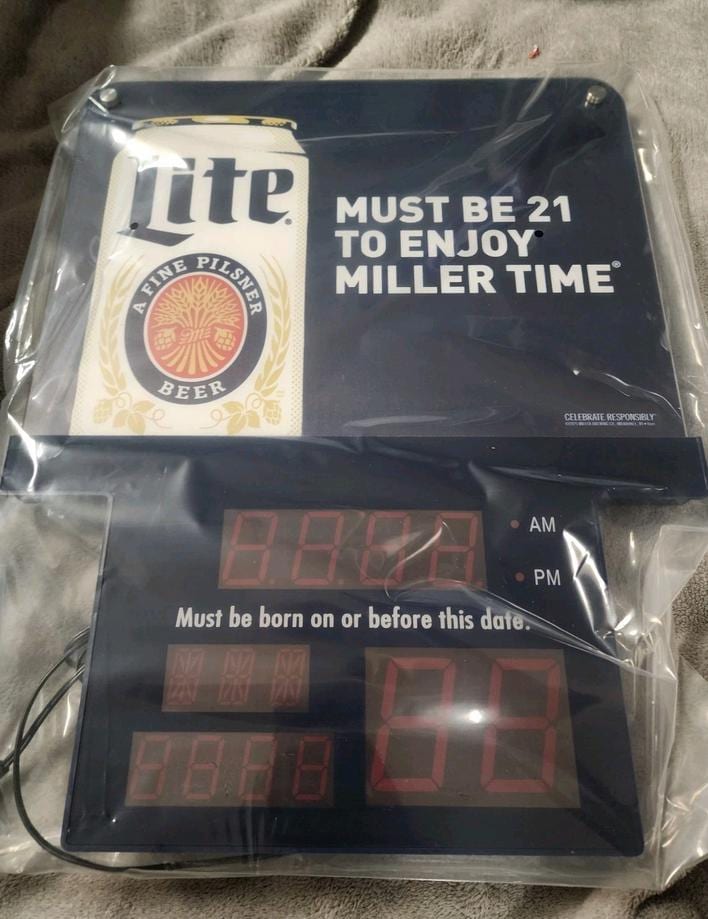 Lite®
A FINE PILSNER
BEER
MUST BE 21
TO ENJOY
MILLER TIME®
CELEBRATE RESPONSIBLY
AM
PM
Must be born on or before this date.